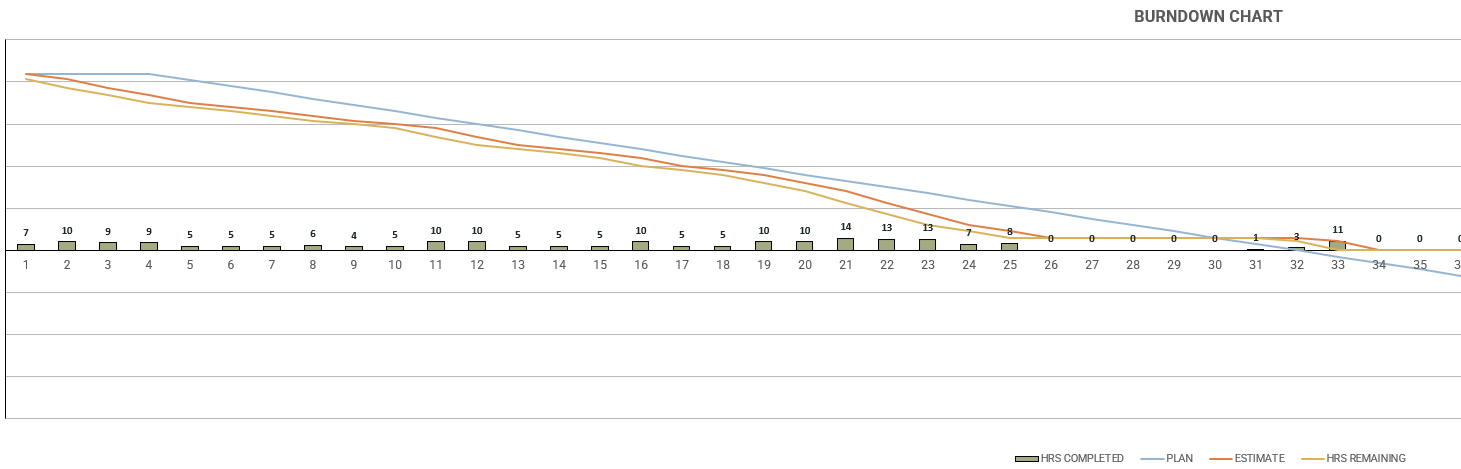 BURNDOWN CHART
7 10 9 9 5 5 5 6 4 5 10 10 5 5 5 10 5 5 10 10 14 13 13 7 8 0 0 0 0 0 1 3 11 0 0 0
1 2 3 4 5 6 7 8 9 10 11 12 13 14 15 16 17 18 19 20 21 22 23 24 25 26 27 28 29 30 31 32 33 34 35 3
HRS COMPLETED PLAN ESTIMATE HRS REMAINING